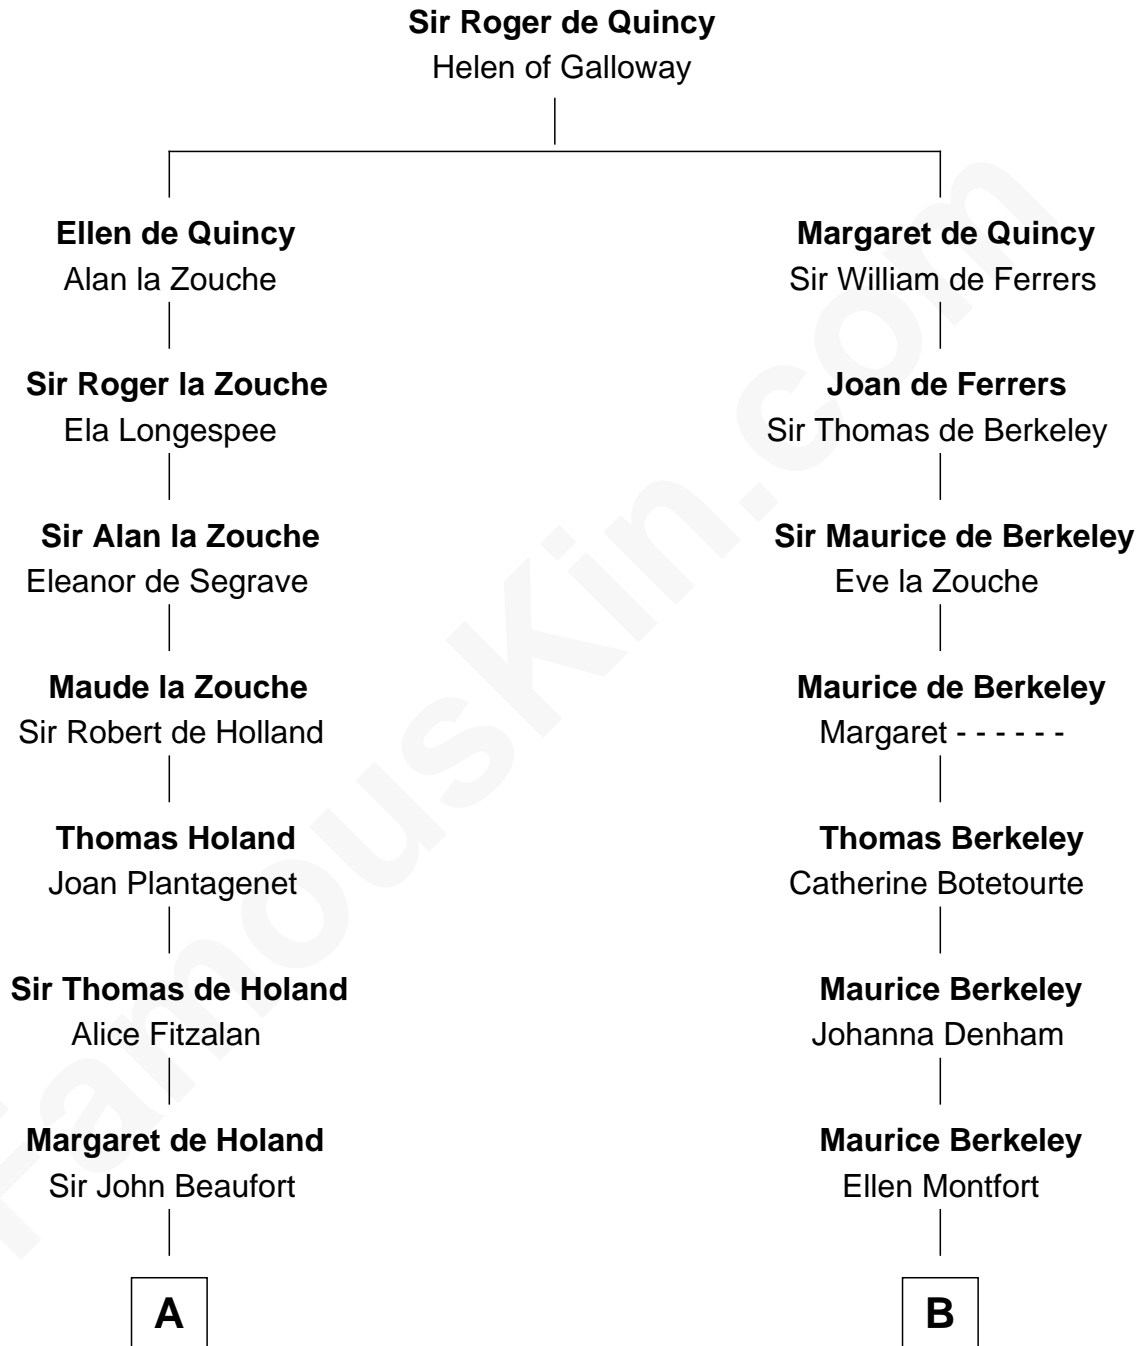 Sir Roger de Quincy
Helen of Galloway
Ellen de Quincy
Alan la Zouche
Margaret de Quincy
Sir William de Ferrers
Sir Roger la Zouche
Ela Longespee
Joan de Ferrers
Sir Thomas de Berkeley
Sir Alan la Zouche
Eleanor de Segrave
Sir Maurice de Berkeley
Eve la Zouche
Maude la Zouche
Sir Robert de Holland
Maurice de Berkeley
Margaret - - - - - -
Thomas Holand
Joan Plantagenet
Thomas Berkeley
Catherine Botetourte
Sir Thomas de Holand
Alice Fitzalan
Maurice Berkeley
Johanna Denham
Margaret de Holand
Sir John Beaufort
Maurice Berkeley
Ellen Montfort
A
B
FamousKin.com